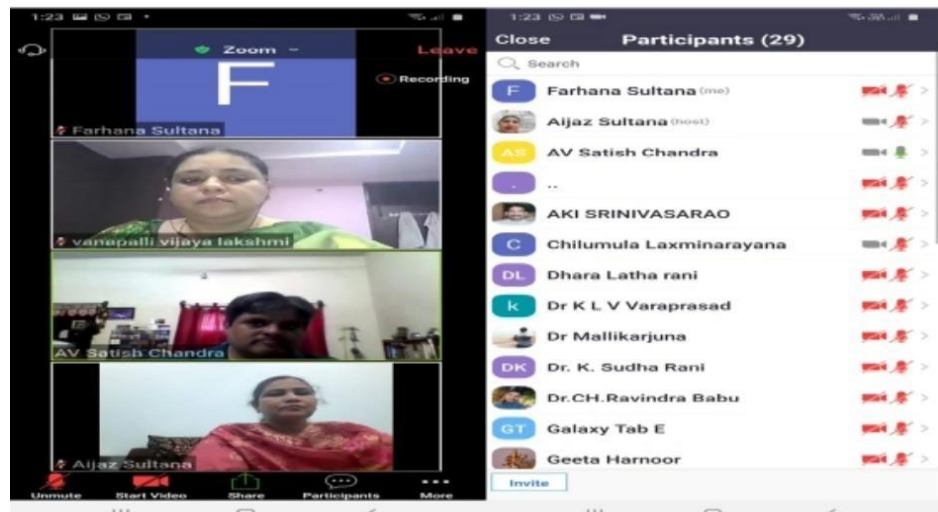 1:23
Zoom
Leave
F
Recording
Farhana Sultana
vanapalli vijaya lakshmi
AV Satish Chandra
Aijaz Sultana
Unmute
Start Video
Share
Participants
More
1:23
Close
Participants (29)
Search
F
Farhana Sultana (me)
Aijaz Sultana (host)
AS
AV Satish Chandra
.
..
AKI SRINIVASARAO
C
Chilumula Laxminarayana
DL
Dhara Latha rani
k
Dr K L V Varaprasad
Dr Mallikarjuna
DK
Dr. K. Sudha Rani
Dr.CH.Ravindra Babu
GT
Galaxy Tab E
Geeta Harnoor
Invite